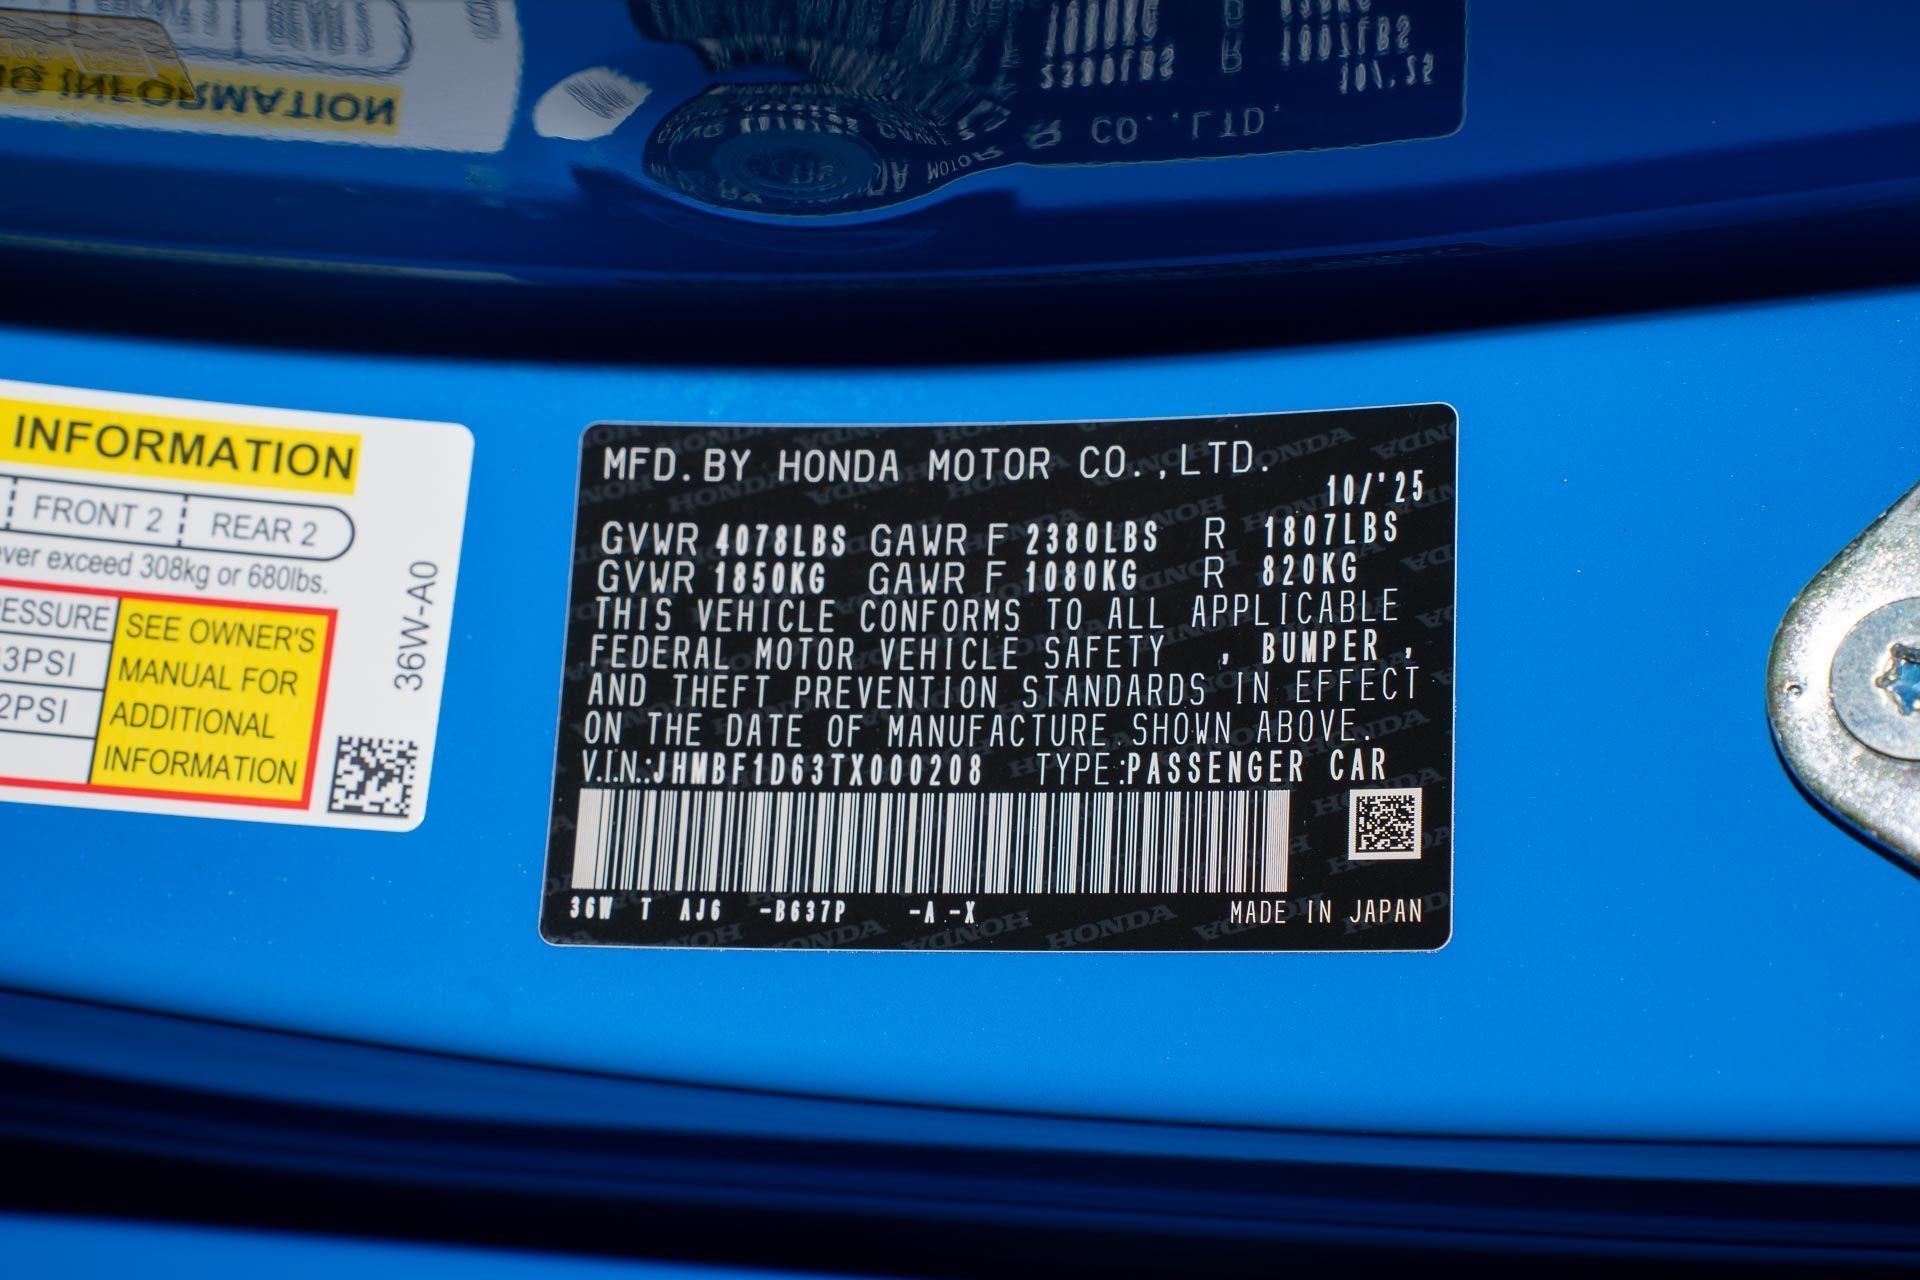 INFORMATION
FRONT 2 REAR 2
ver exceed 308kg or 680lbs.
ESSURE SEE OWNER'S
3PSI MANUAL FOR
2PSI ADDITIONAL
INFORMATION
36W-A0
MFD.BY HONDA MOTOR CO.,LTD.
10/'25
GVWR 4078LBS GAWR F 2380LBS R 1807LBS
GVWR 1850KG GAWR F 1080KG R 820KG
THIS VEHICLE CONFORMS TO ALL APPLICABLE
FEDERAL MOTOR VEHICLE SAFETY , BUMPER ,
AND THEFT PREVENTION STANDARDS IN EFFECT
ON THE DATE OF MANUFACTURE SHOWN ABOVE.
V.I.N.:JHMBF1D63TX000208 TYPE:PASSENGER CAR
36W T AJ6 -B637P -A -X MADE IN JAPAN